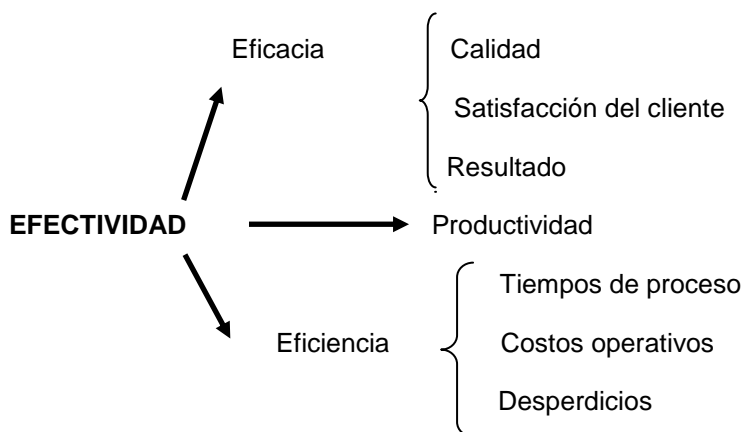 Eficacia
Calidad
Satisfacción del cliente
Resultado
EFECTIVIDAD
Productividad
Eficiencia
Tiempos de proceso
Costos operativos
Desperdicios